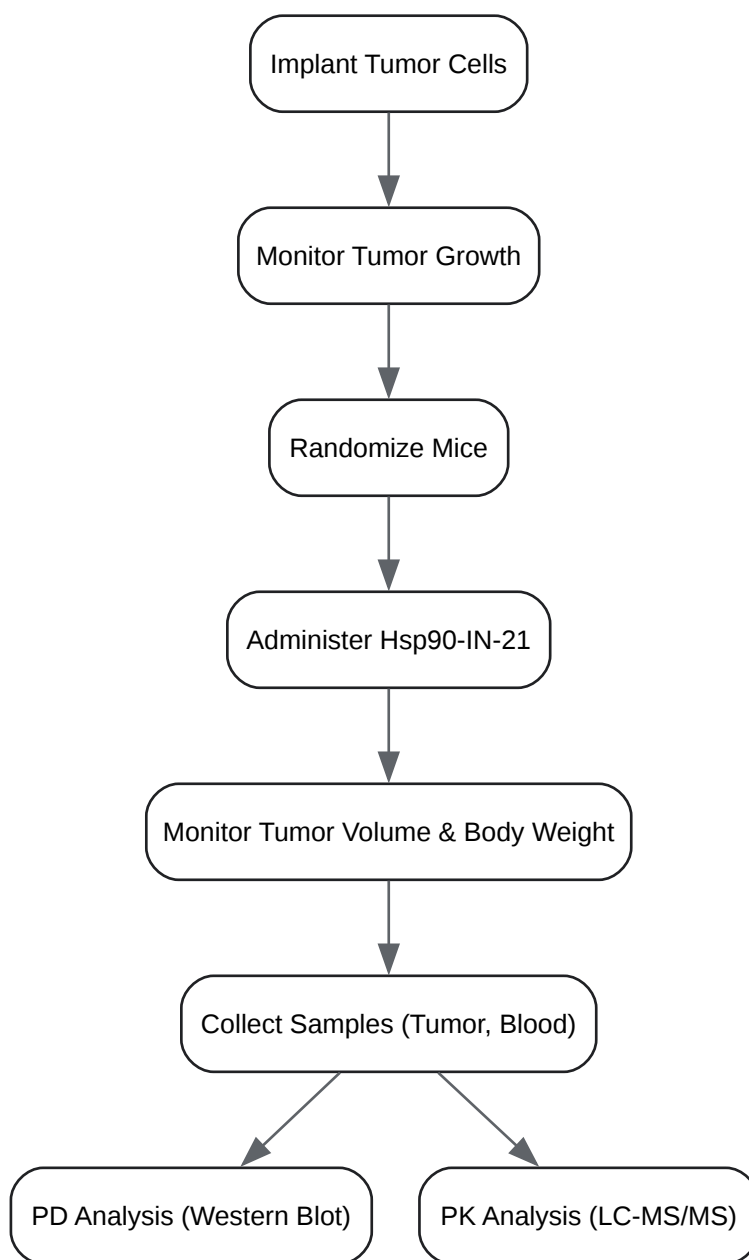 Implant Tumor Cells
Monitor Tumor Growth
Randomize Mice
Administer Hsp90-IN-21
Monitor Tumor Volume & Body Weight
Collect Samples (Tumor, Blood)
PD Analysis (Western Blot)
PK Analysis (LC-MS/MS)